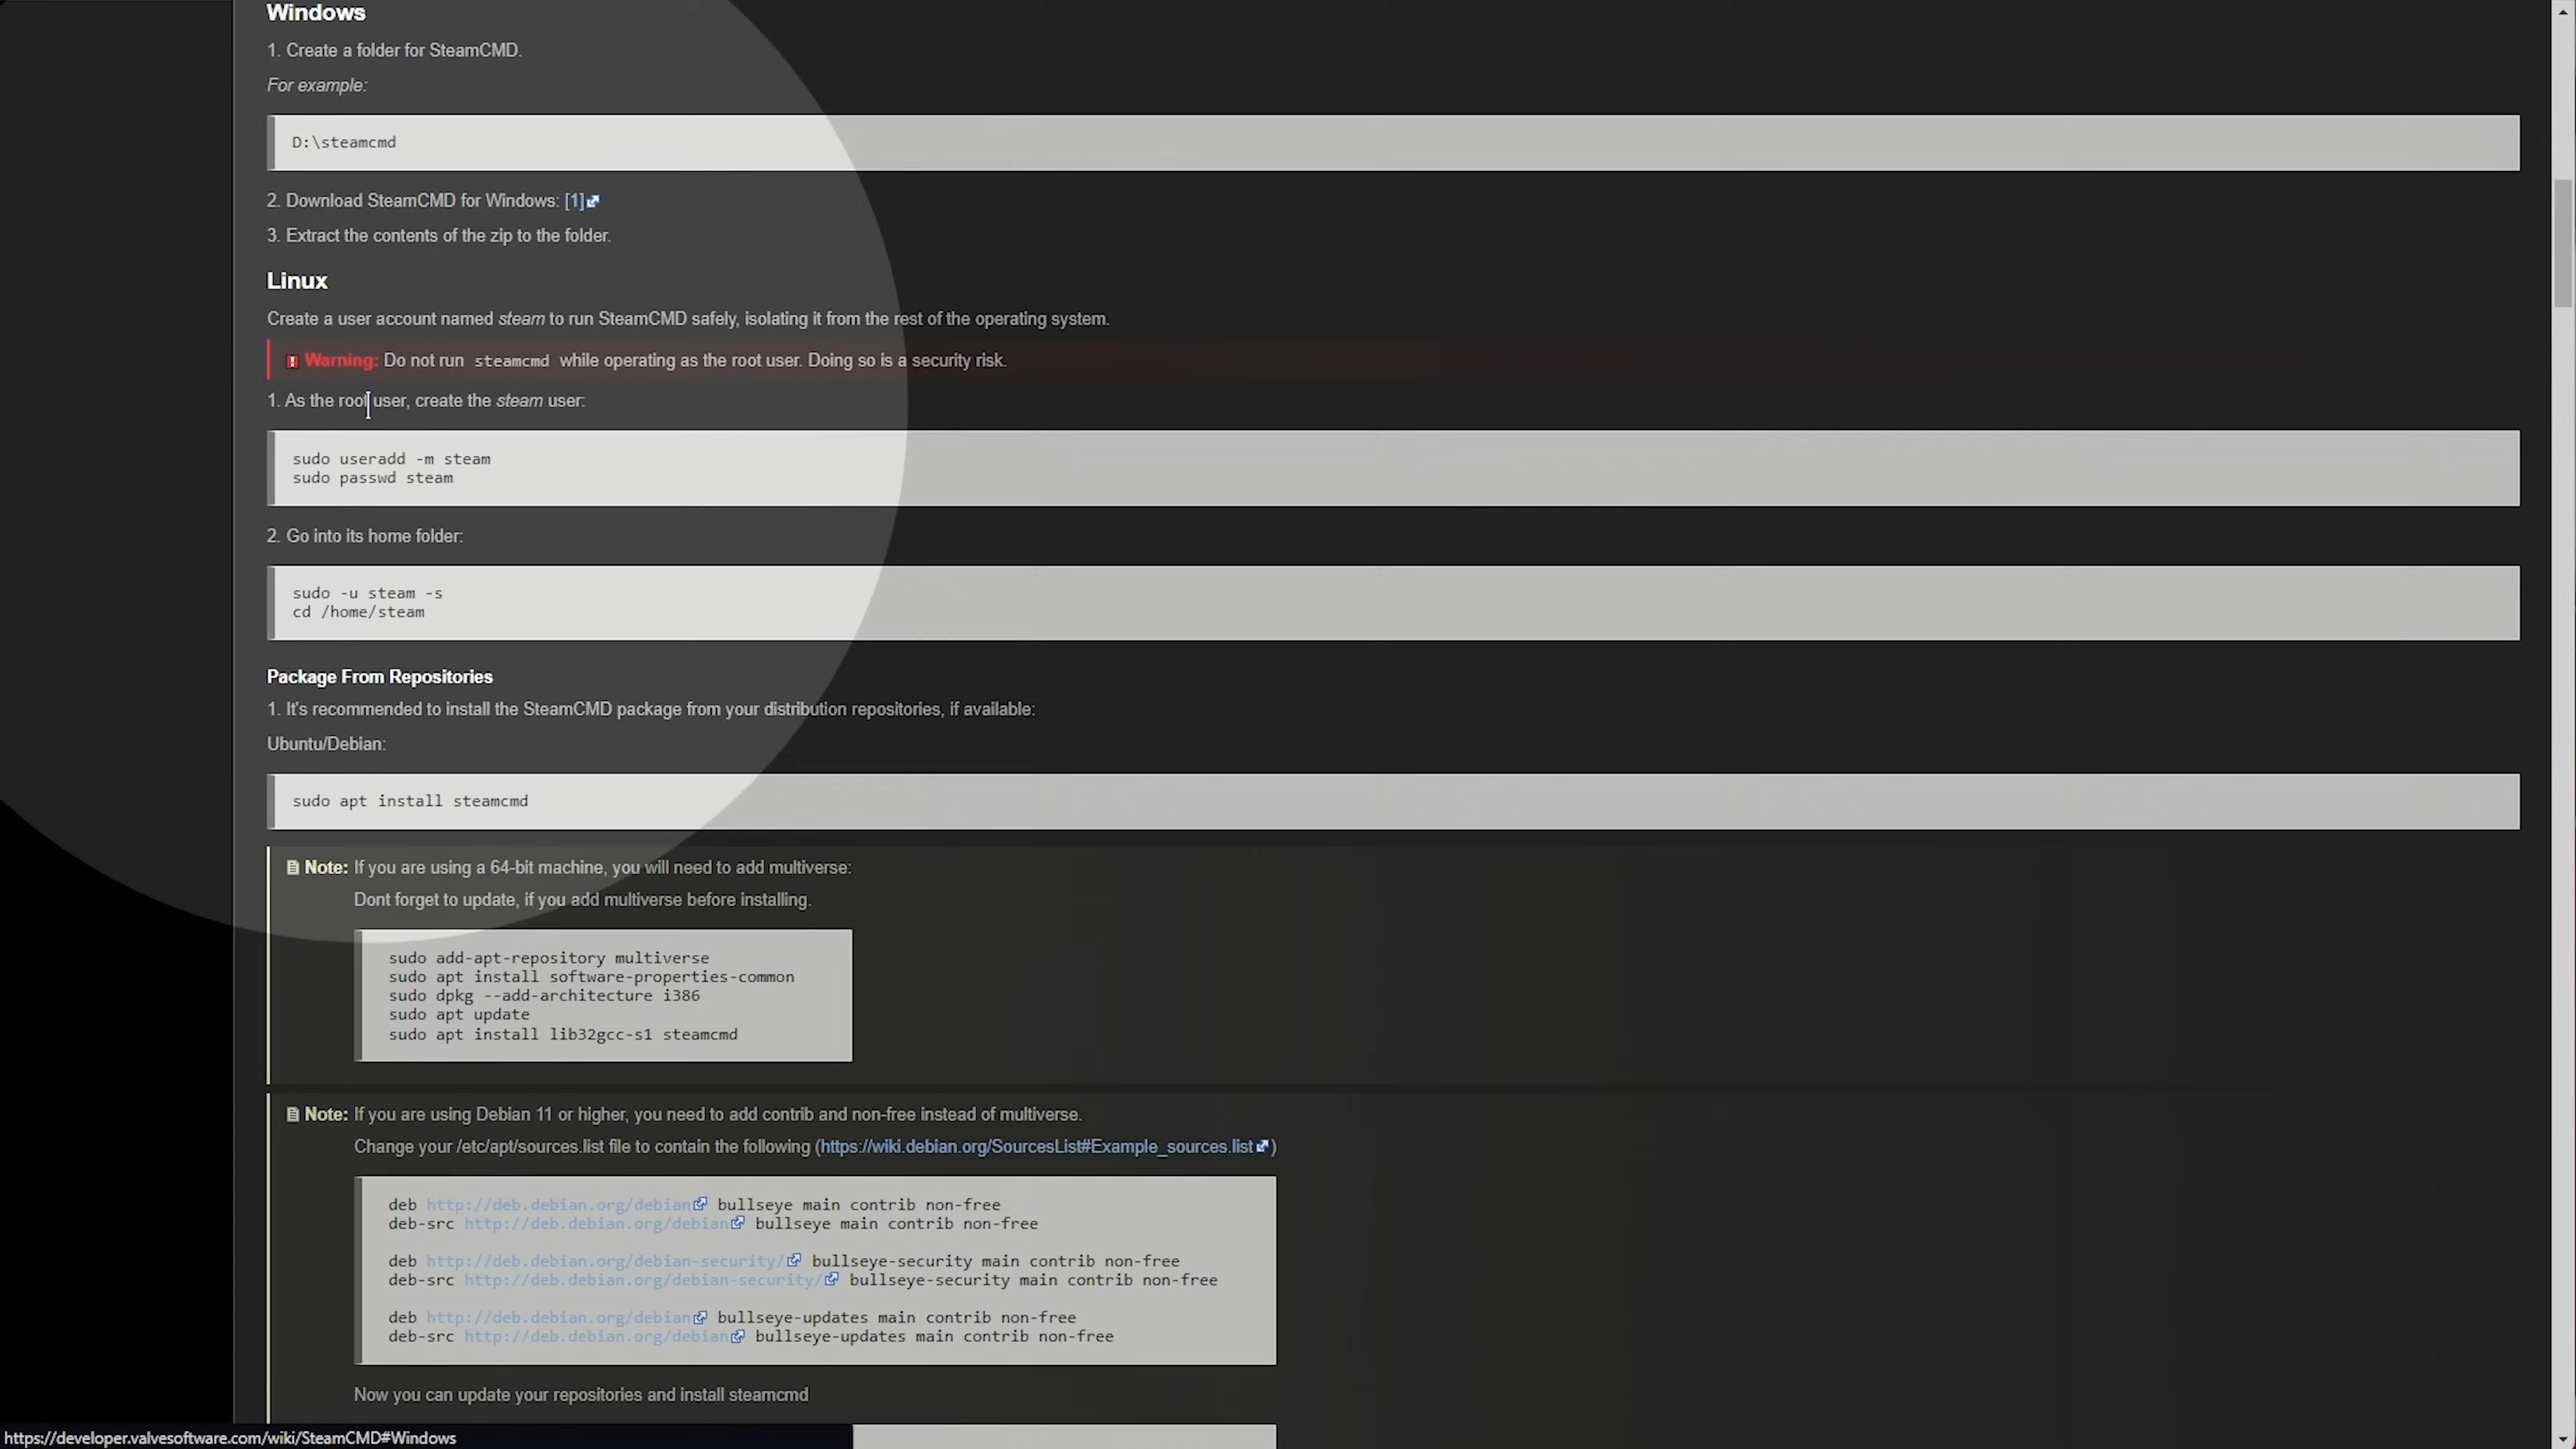 Windows
1. Create a folder for SteamCMD.
For example:
D:\steamcmd
2. Download SteamCMD for Windows: [1]
3. Extract the contents of the zip to the folder.
Linux
Create a user account named steam to run SteamCMD safely, isolating it from the rest of the operating system.
Warning: Do not run steamcmd while operating as the root user. Doing so is a security risk.
1. As the root user, create the steam user:
sudo useradd -m steam
sudo passwd steam
2. Go into its home folder:
sudo -u steam -s
cd /home/steam
Package From Repositories
1. It's recommended to install the SteamCMD package from your distribution repositories, if available:
Ubuntu/Debian:
sudo apt install steamcmd
Note: If you are using a 64-bit machine, you will need to add multiverse:
Dont forget to update, if you add multiverse before installing.
sudo add-apt-repository multiverse
sudo apt install software-properties-common
sudo dpkg --add-architecture i386
sudo apt update
sudo apt install lib32gcc-s1 steamcmd
Note: If you are using Debian 11 or higher, you need to add contrib and non-free instead of multiverse.
Change your /etc/apt/sources.list file to contain the following (https://wiki.debian.org/SourcesList#Example_sources.list)
deb http://deb.debian.org/debian bullseye main contrib non-free
deb-src http://deb.debian.org/debian bullseye main contrib non-free
deb http://deb.debian.org/debian-security/ bullseye-security main contrib non-free
deb-src http://deb.debian.org/debian-security/ bullseye-security main contrib non-free
deb http://deb.debian.org/debian bullseye-updates main contrib non-free
deb-src http://deb.debian.org/debian bullseye-updates main contrib non-free
Now you can update your repositories and install steamcmd
https://developer.valvesoftware.com/wiki/SteamCMD#Windows